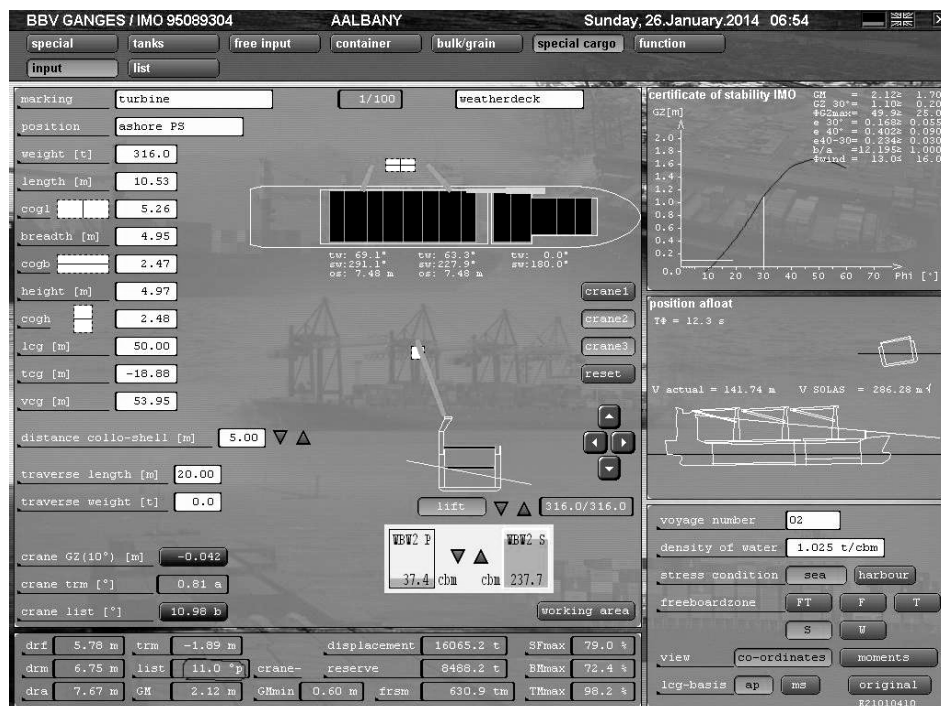 BBV GANGES / IMO 95089304 AALBANY Sunday, 26.January.2014 06:54
special tanks free input container bulk/grain special cargo function
input list
marking turbine 1/100 weatherdeck
position ashore PS
weight [t] 316.0
length [m] 10.53
cogl 5.26
breadth [m] 4.95
cogb 2.47
height [m] 4.97
cogh 2.48
lcg [m] 50.00
tcg [m] -18.88
vcg [m] 53.95
distance collo-shell [m] 5.00
traverse length [m] 20.00
traverse weight [t] 0.0
crane GZ(10°) [m] -0.042
crane trm [°] 0.81 a
crane list [°] 10.98 b
tw: 69.1° tw: 63.3° tw: 0.0°
sw:291.1° sw:227.9° sw:180.0°
os: 7.48 m os: 7.48 m
crane1
crane2
crane3
reset
lift 316.0/316.0
WBW2 P WBW2 S
37.4 cbm cbm 237.7
working area
certificate of stability IMO
GM = 2.12≥ 1.70
GZ 30°= 1.10≥ 0.20
ΦGZmax= 49.9≥ 25.0
e 30° = 0.168≥ 0.055
e 40° = 0.402≥ 0.090
e40-30= 0.234≥ 0.030
b/a =12.195≥ 1.000
Φwind = 13.0≤ 16.0
GZ[m]
2.0
1.8
1.6
1.4
1.2
1.0
0.8
0.6
0.4
0.2
0.0
10 20 30 40 50 60 70 Phi [°]
position afloat
TΦ = 12.3 s
V actual = 141.74 m V SOLAS = 286.28 m √
voyage number 02
density of water 1.025 t/cbm
stress condition sea harbour
freeboardzone FT F T
S W
view co-ordinates moments
lcg-basis ap ms original
R21010410
drf 5.78 m trm -1.89 m displacement 16065.2 t SFmax 79.0 %
drm 6.75 m list 11.0 °p crane- reserve 8488.2 t BMmax 72.4 %
dra 7.67 m GM 2.12 m GMmin 0.60 m frsm 630.9 tm TMmax 98.2 %